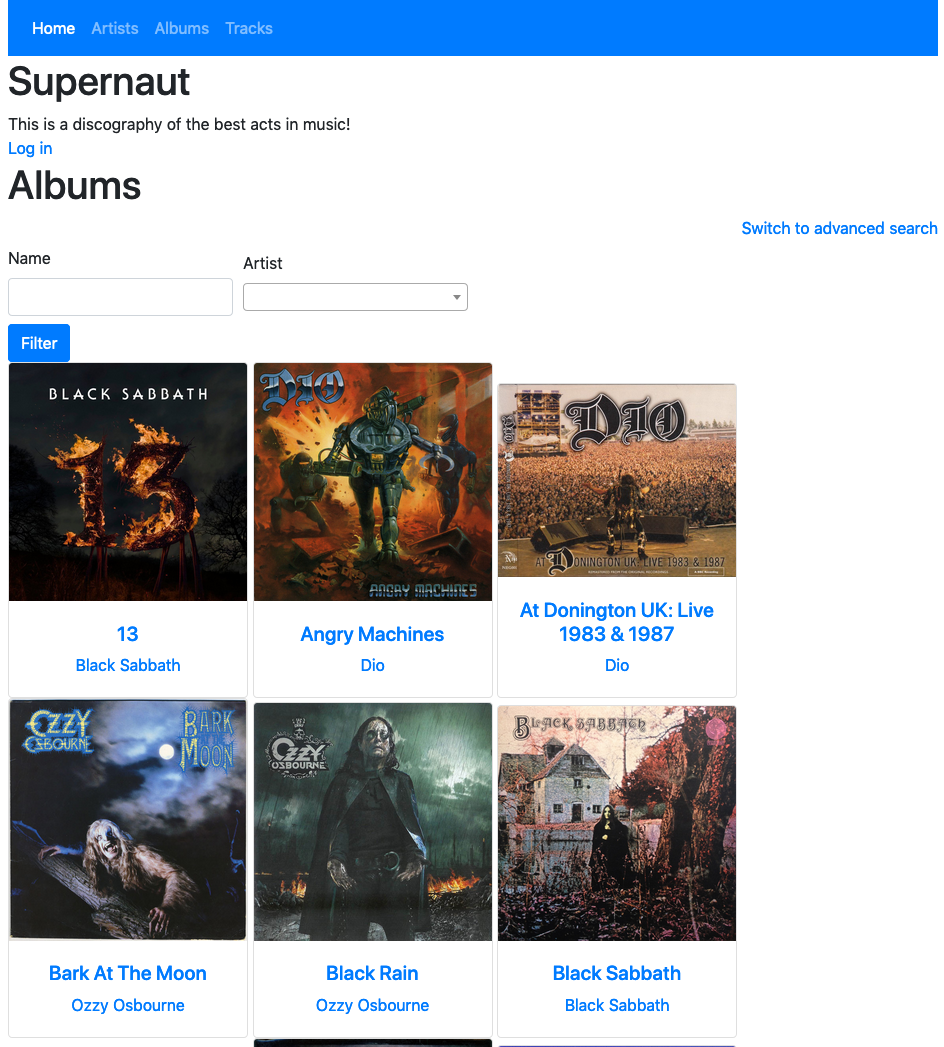 Home Artists Albums Tracks
Supernaut
This is a discography of the best acts in music!
Log in
Albums
Switch to advanced search
Name
Artist
Filter
BLACK SABBATH
13
DIO
ANGRY MACHINES
DIO
AT DONINGTON UK: LIVE 1983 & 1987
13
Black Sabbath
Angry Machines
Dio
At Donington UK: Live
1983 & 1987
Dio
OZZY
OSBOURNE
BARK
MOON
OZZY
OSBOURNE
BLACK SABBATH
Bark At The Moon
Ozzy Osbourne
Black Rain
Ozzy Osbourne
Black Sabbath
Black Sabbath